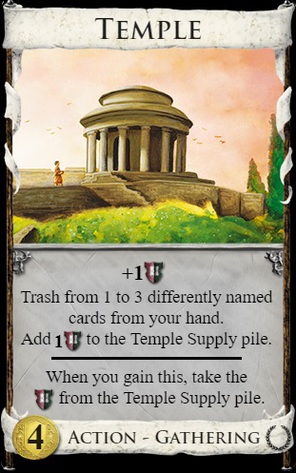 TEMPLE
+1
Trash from 1 to 3 differently named
cards from your hand.
Add 1 to the Temple Supply pile.
When you gain this, take the
from the Temple Supply pile.
4 ACTION - GATHERING